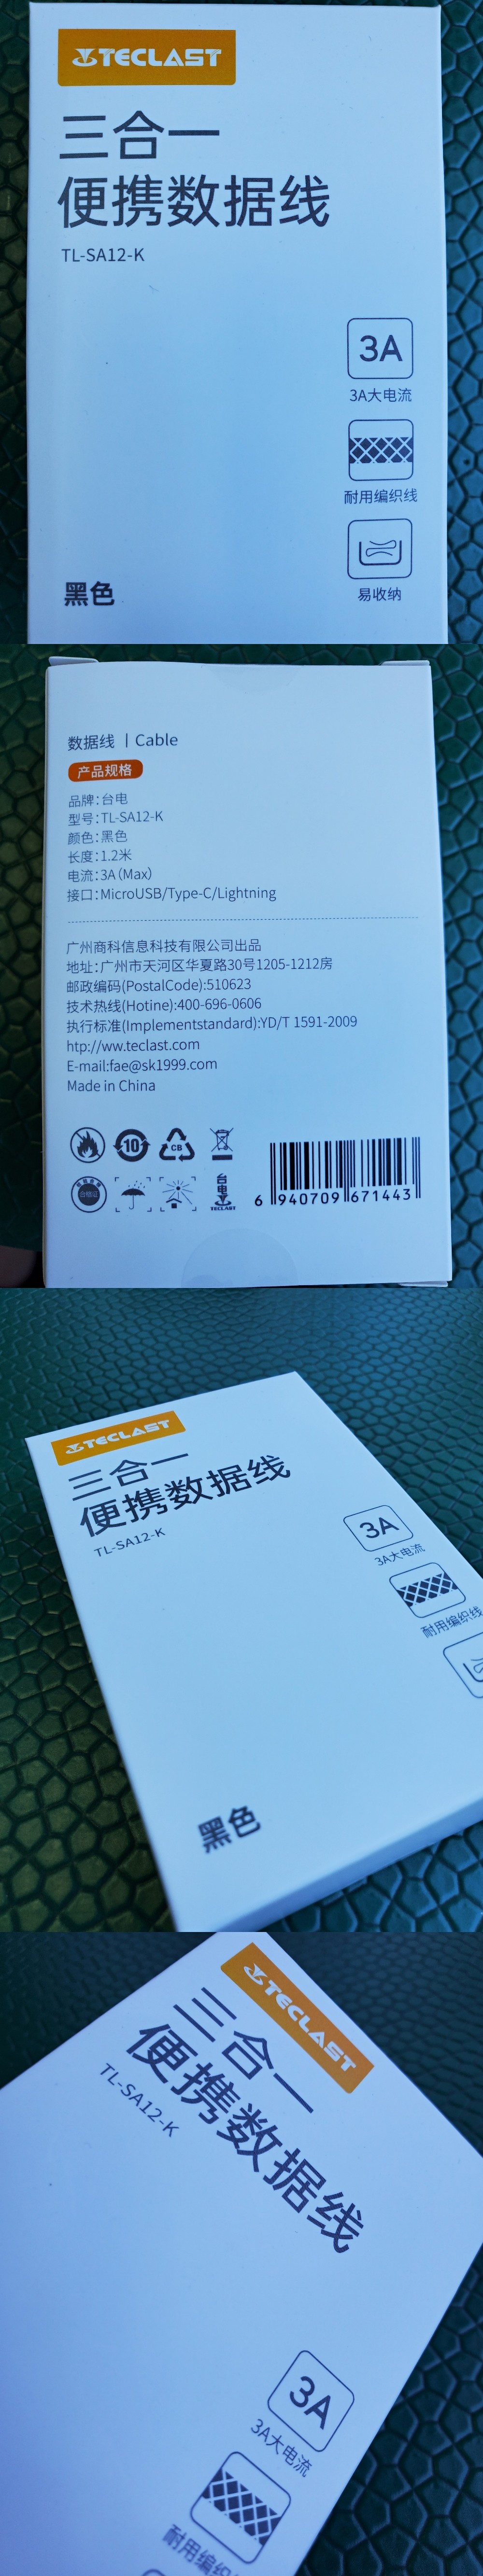 TECLAST
三合一
便携数据线
TL-SA12-K
3A
3A大电流
耐用编织线
易收纳
黑色
数据线 | Cable
产品规格
品牌:台电
型号:TL-SA12-K
颜色:黑色
长度:1.2米
电流:3A(Max)
接口:MicroUSB/Type-C/Lightning
广州商科信息科技有限公司出品
地址:广州市天河区华夏路30号1205-1212房
邮政编码(PostalCode):510623
技术热线(Hotine):400-696-0606
执行标准(Implementstandard):YD/T 1591-2009
http://ww.teclast.com
E-mail:fae@sk1999.com
Made in China
10
CB
合格证
台电
TECLAST
6 940709 671443
TECLAST
三合一
便携数据线
TL-SA12-K
3A
3A大电流
耐用编织线
黑色
TECLAST
三合一
便携数据线
TL-SA12-K
3A
3A大电流
耐用编织